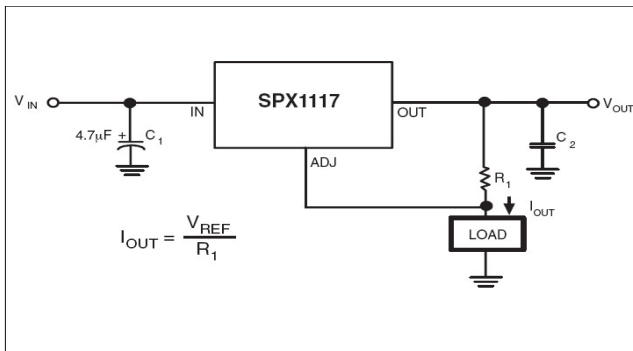 SPX1117
V IN
IN
OUT
V OUT
4.7μF + C 1
ADJ
C 2
R 1
I OUT
I OUT = V REF / R 1
LOAD